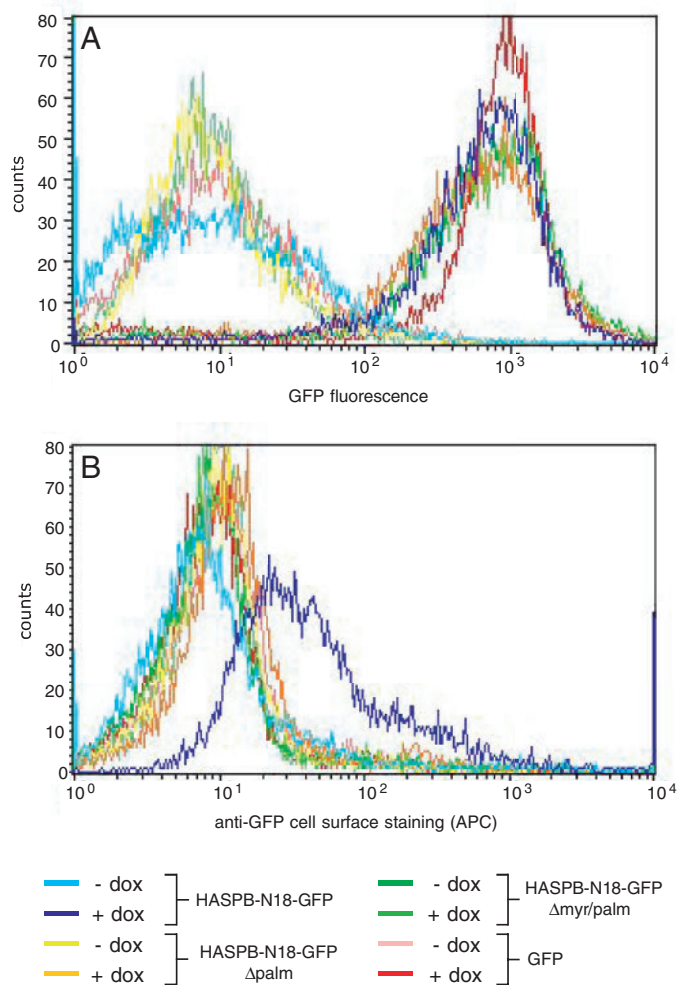 A
80
70
60
50
40
30
20
10
0
counts
10^0
10^1
10^2
10^3
10^4
GFP fluorescence
B
80
70
60
50
40
30
20
10
0
counts
10^0
10^1
10^2
10^3
10^4
anti-GFP cell surface staining (APC)
- dox
+ dox
HASPB-N18-GFP
- dox
+ dox
HASPB-N18-GFP
Δpalm
- dox
+ dox
HASPB-N18-GFP
Δmyr/palm
- dox
+ dox
GFP